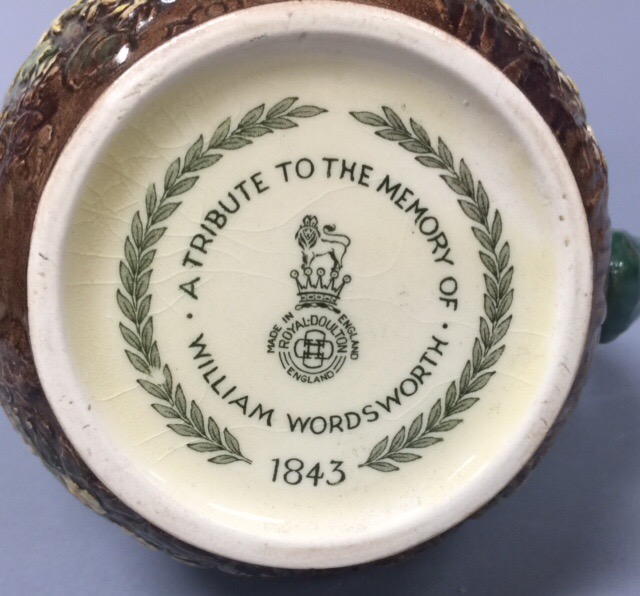 · A TRIBUTE TO THE MEMORY OF ·
WILLIAM WORDSWORTH
1843
MADE IN ENGLAND
ROYAL·DOULTON
ENGLAND